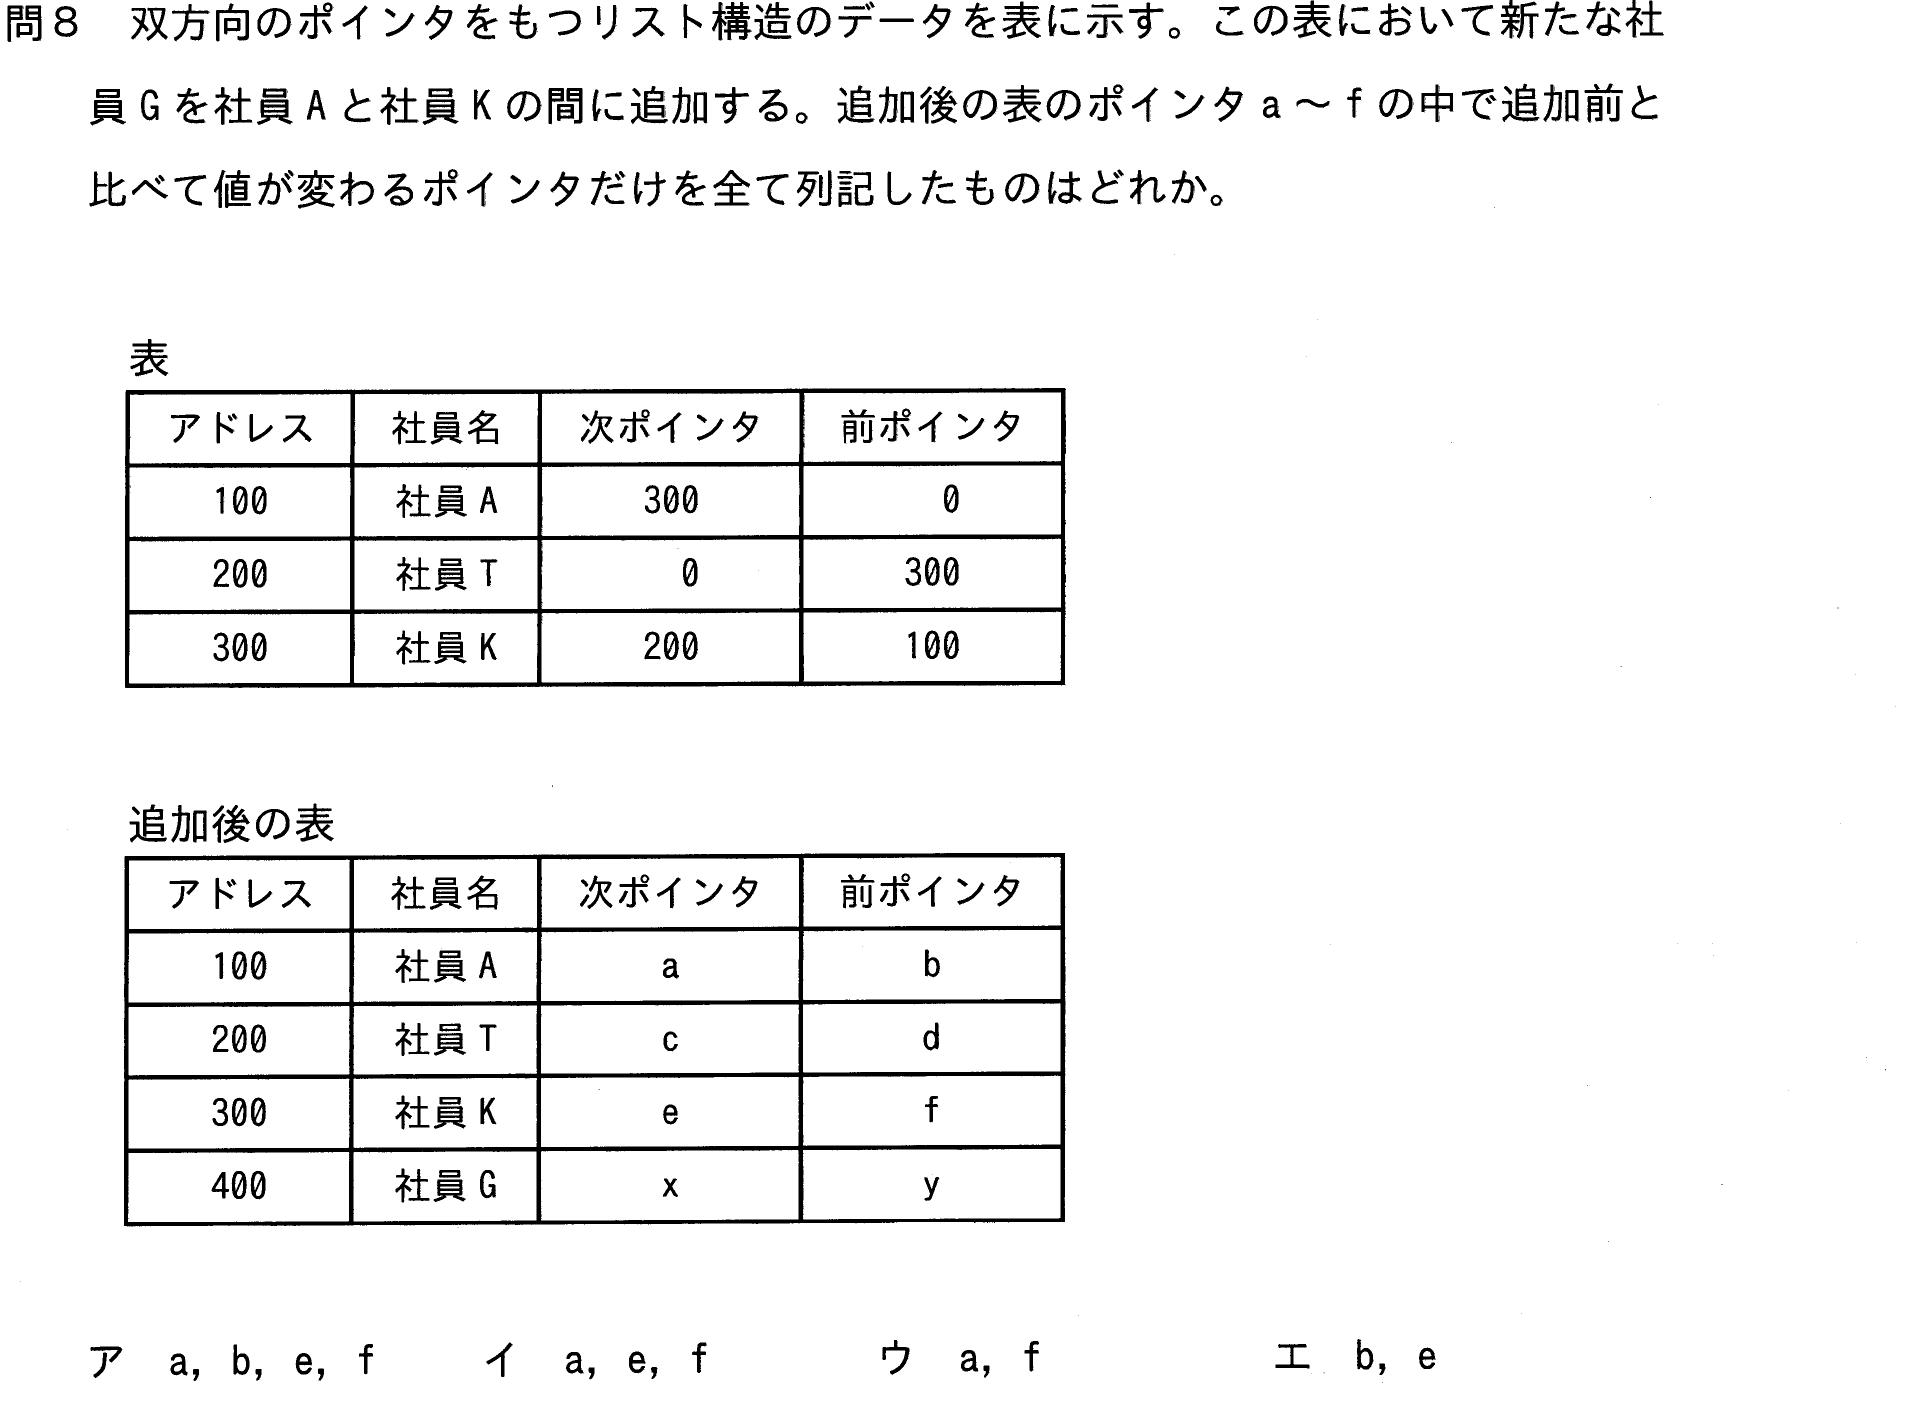 問8 双方向のポインタをもつリスト構造のデータを表に示す。この表において新たな社
員Gを社員Aと社員Kの間に追加する。追加後の表のポインタa～fの中で追加前と
比べて値が変わるポインタだけを全て列記したものはどれか。
表
アドレス 社員名 次ポインタ 前ポインタ
100 社員A 300 0
200 社員T 0 300
300 社員K 200 100
追加後の表
アドレス 社員名 次ポインタ 前ポインタ
100 社員A a b
200 社員T c d
300 社員K e f
400 社員G x y
ア a, b, e, f イ a, e, f ウ a, f エ b, e